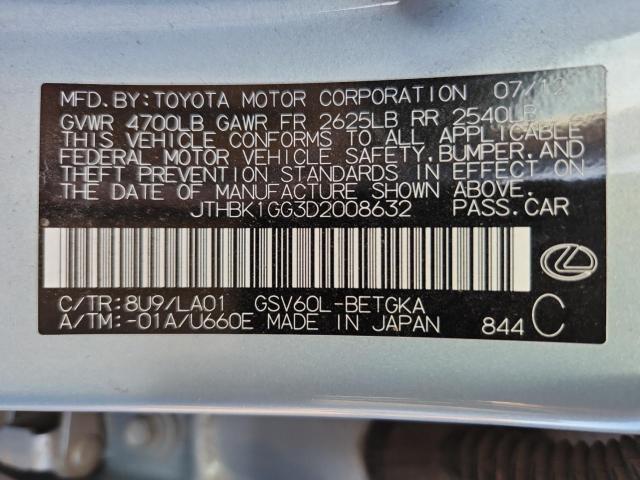 MFD. BY: TOYOTA MOTOR CORPORATION 07/12
GVWR 4700LB GAWR FR 2625LB RR 2540LB
THIS VEHICLE CONFORMS TO ALL APPLICABLE
FEDERAL MOTOR VEHICLE SAFETY, BUMPER, AND
THEFT PREVENTION STANDARDS IN EFFECT ON
THE DATE OF MANUFACTURE SHOWN ABOVE.
JTHBK1GG3D2008632 PASS.CAR
C/TR: 8U9/LA01 GSV60L-BETGKA
A/TM: -01A/U660E MADE IN JAPAN 844 C